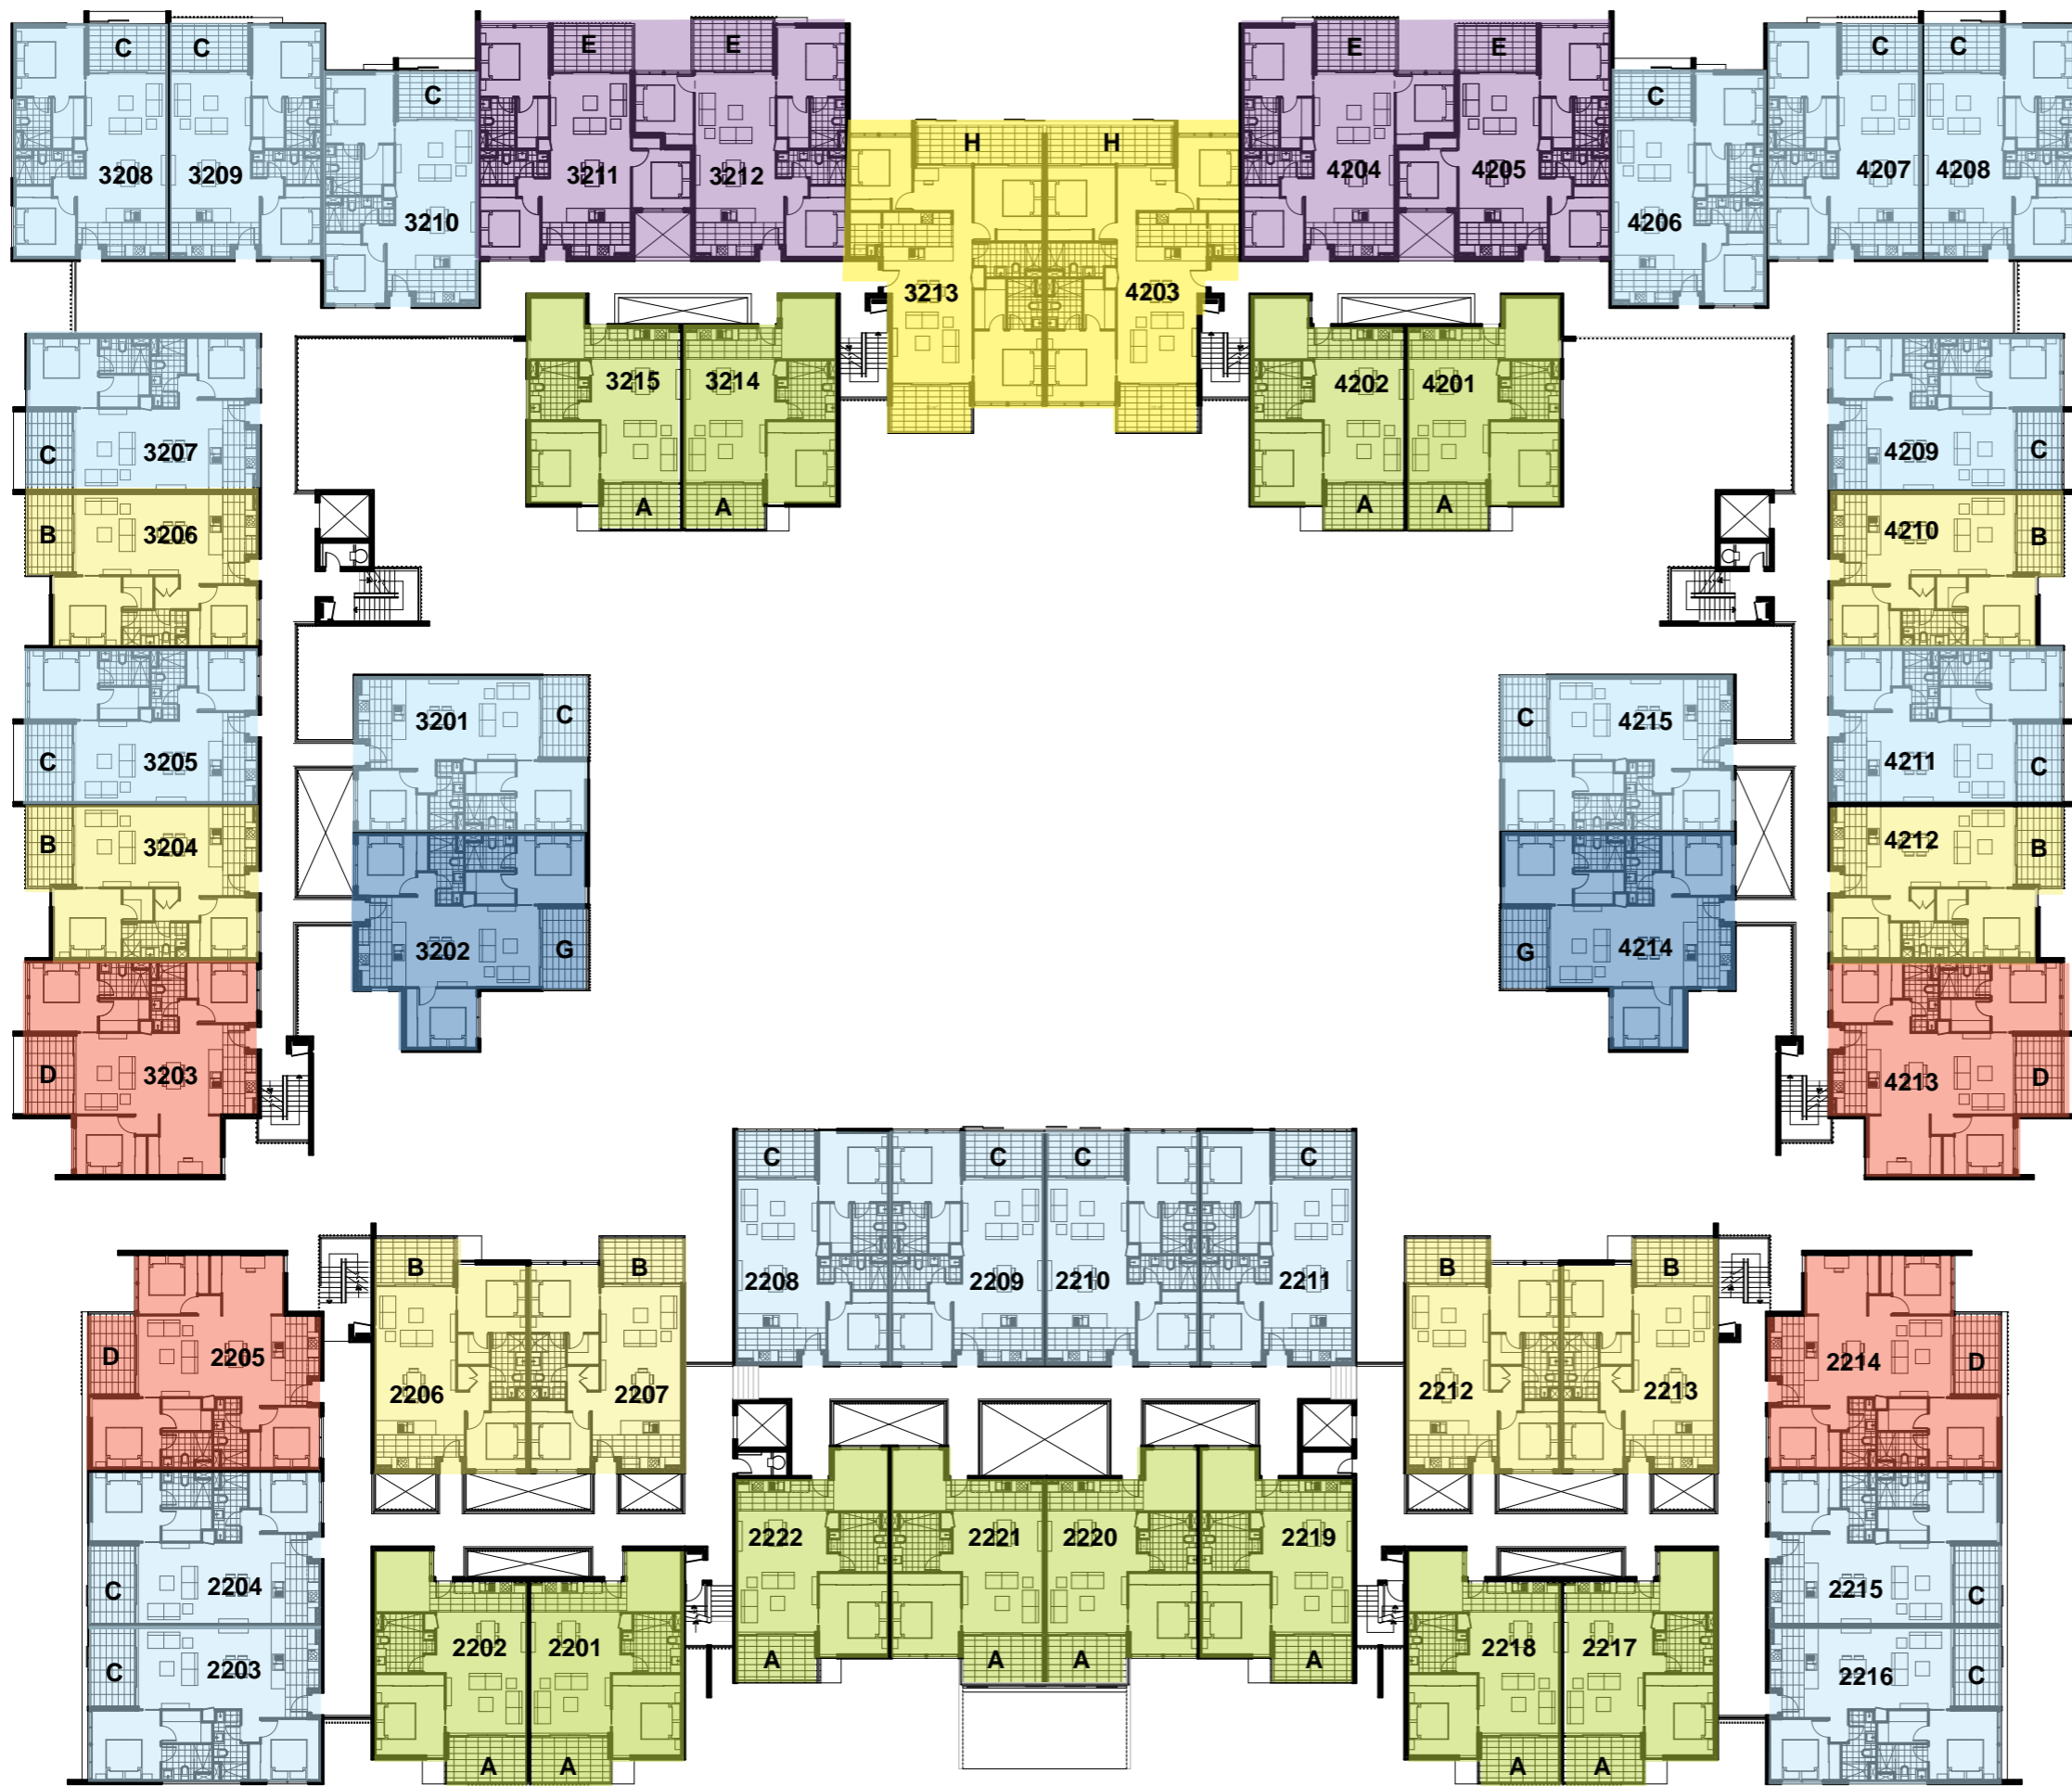 C C E E E E C C
C C
H H
3208 3209 3211 3212 4204 4205 4207 4208
3210 4206
3213 4203
3215 3214 4202 4201
C 3207 4209 C
A A A A
B 3206 4210 B
3201 C C 4215
C 3205 4211 C
B 3204 4212 B
3202 G G 4214
D 3203 4213 D
C C C C
B B B B
2208 2209 2210 2211
D 2205 2214 D
2206 2207 2212 2213
2222 2221 2220 2219
C 2204 2215 C
2202 2201 2218 2217
C 2203 2216 C
A A A A
A A A A